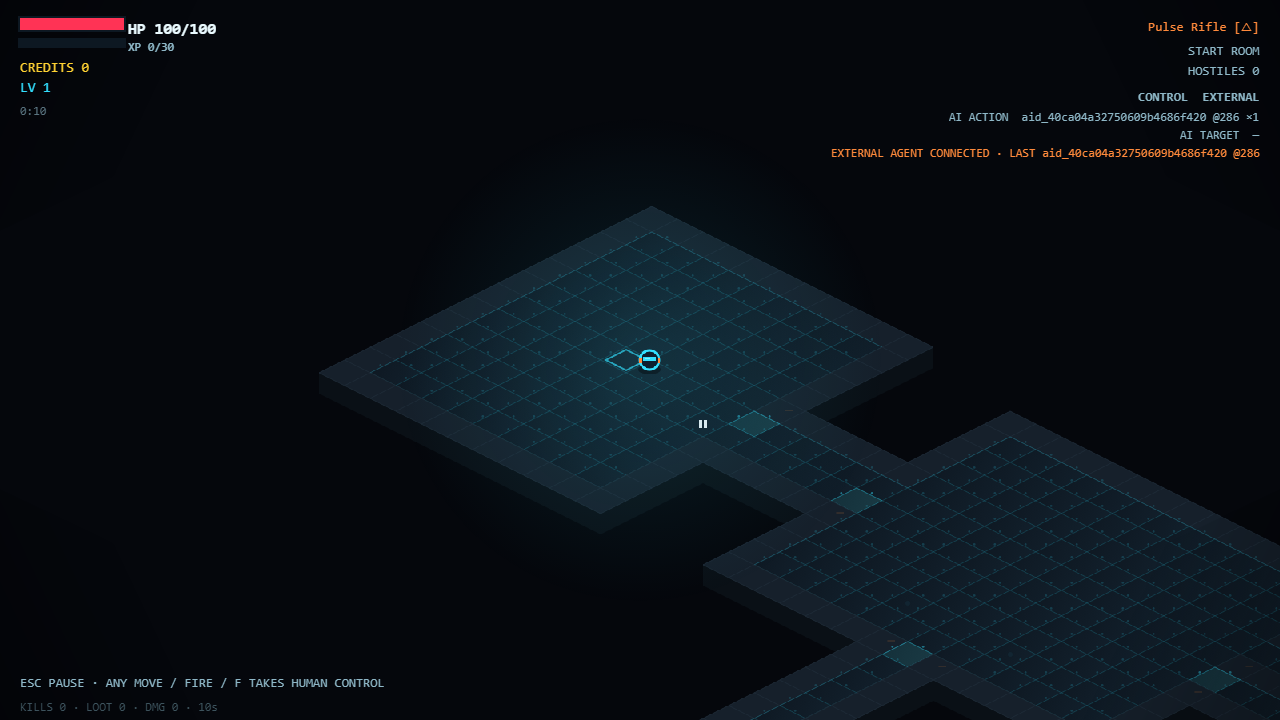 HP 100/100
XP 0/30
CREDITS 0
LV 1
0:10
Pulse Rifle [△]
START ROOM
HOSTILES 0
CONTROL EXTERNAL
AI ACTION aid_40ca04a32750609b4686f420 @286 ×1
AI TARGET —
EXTERNAL AGENT CONNECTED · LAST aid_40ca04a32750609b4686f420 @286
ESC PAUSE · ANY MOVE / FIRE / F TAKES HUMAN CONTROL
KILLS 0 · LOOT 0 · DMG 0 · 10s